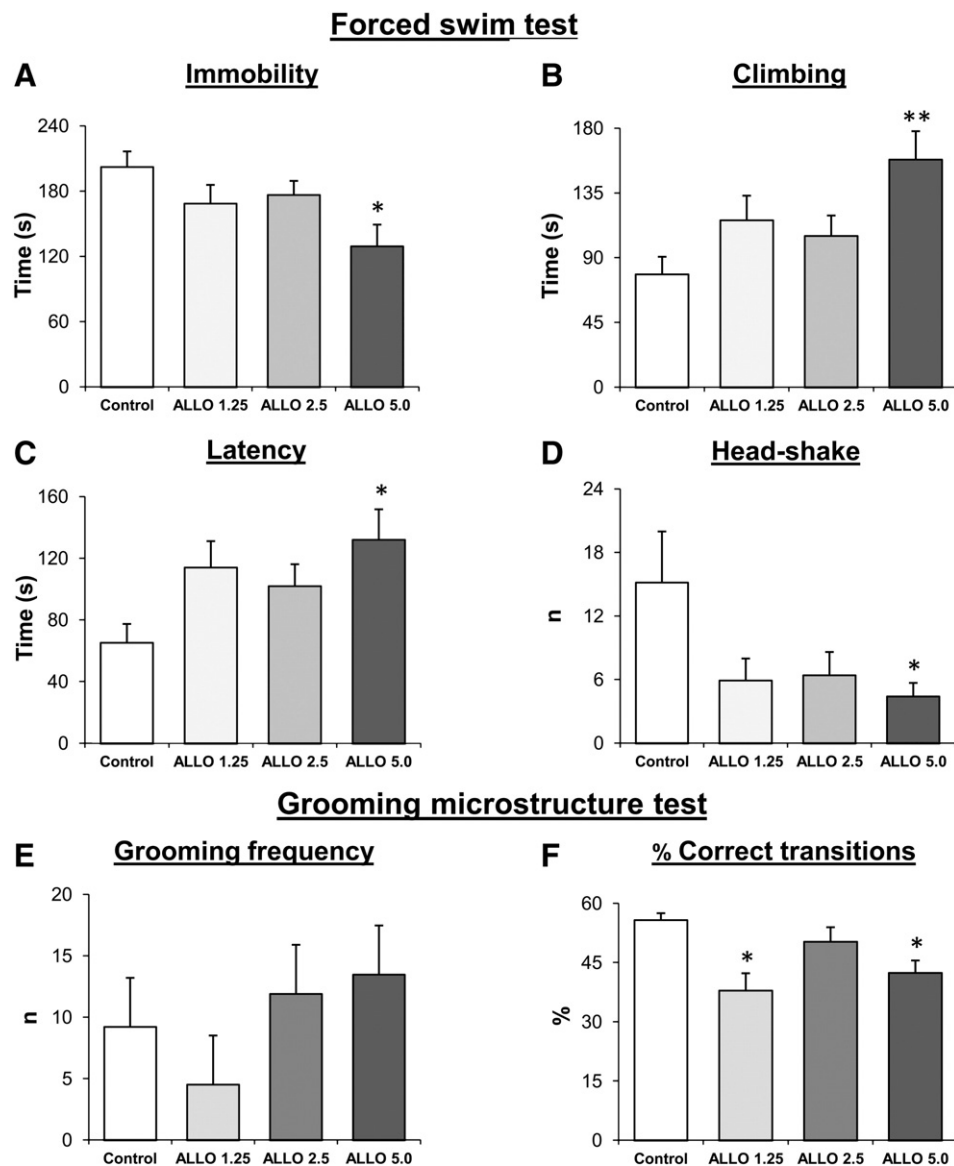 Forced swim test
A Immobility
Time (s)
240
180
120
60
0
*
Control ALLO 1.25 ALLO 2.5 ALLO 5.0
B Climbing
Time (s)
180
135
90
45
0
**
Control ALLO 1.25 ALLO 2.5 ALLO 5.0
C Latency
Time (s)
160
120
80
40
0
*
Control ALLO 1.25 ALLO 2.5 ALLO 5.0
D Head-shake
n
24
18
12
6
0
*
Control ALLO 1.25 ALLO 2.5 ALLO 5.0
Grooming microstructure test
E Grooming frequency
n
20
15
10
5
0
Control ALLO 1.25 ALLO 2.5 ALLO 5.0
F % Correct transitions
%
60
45
30
15
0
*
*
Control ALLO 1.25 ALLO 2.5 ALLO 5.0